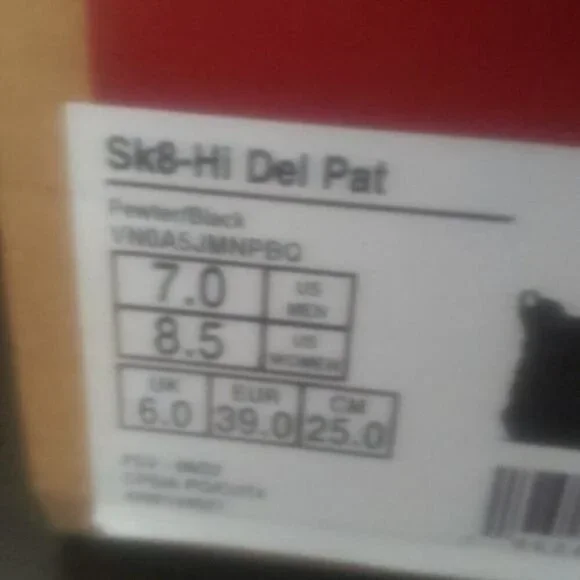 Sk8-Hi Del Pat
Pewter/Black
VN0A5JMNPBQ
7.0 US MEN
8.5 US WOMEN
UK EUR CM
6.0 39.0 25.0